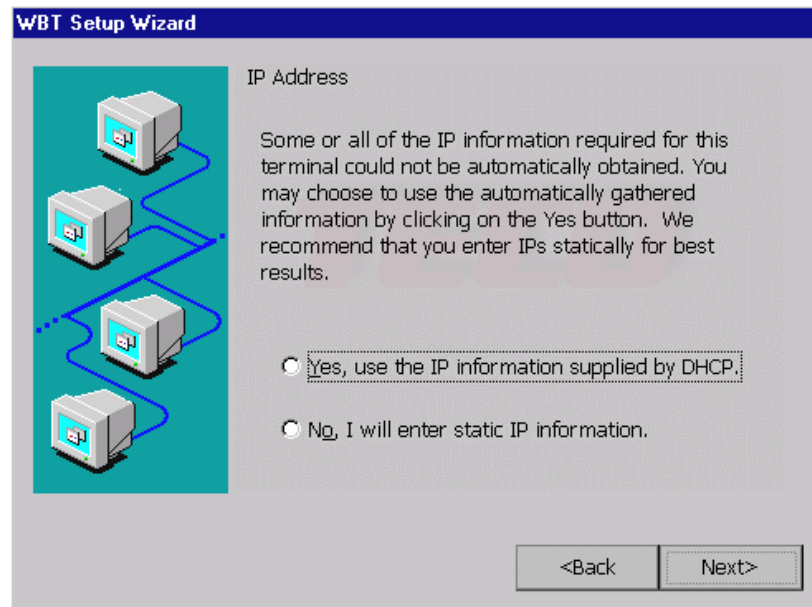 WBT Setup Wizard
IP Address
Some or all of the IP information required for this
terminal could not be automatically obtained. You
may choose to use the automatically gathered
information by clicking on the Yes button. We
recommend that you enter IPs statically for best
results.
Yes, use the IP information supplied by DHCP.
No, I will enter static IP information.
<Back
Next>